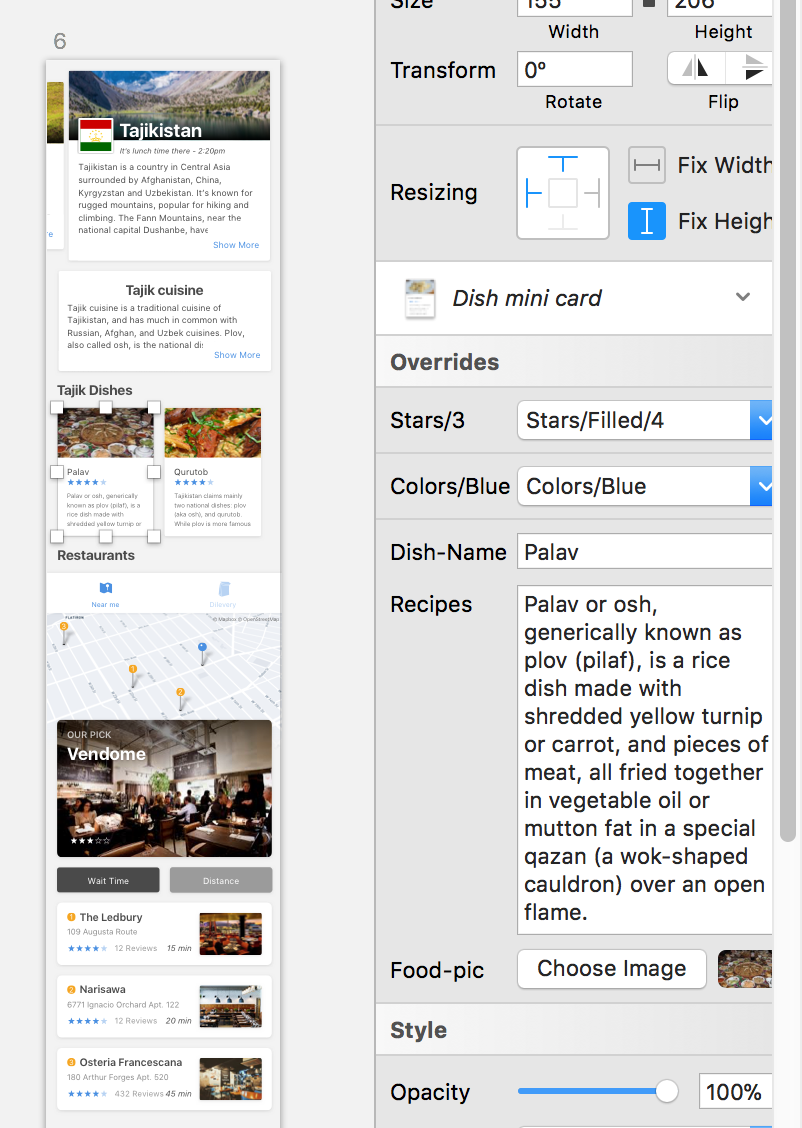 6
Tajikistan
It's lunch time there - 2:20pm
Tajikistan is a country in Central Asia
surrounded by Afghanistan, China,
Kyrgyzstan and Uzbekistan. It's known for
rugged mountains, popular for hiking and
climbing. The Fann Mountains, near the
national capital Dushanbe, have
Show More
Tajik cuisine
Tajik cuisine is a traditional cuisine of
Tajikistan, and has much in common with
Russian, Afghan, and Uzbek cuisines. Plov,
also called osh, is the national di
Show More
Tajik Dishes
Palav
Palav or osh, generically
known as plov (pilaf), is a
rice dish made with
shredded yellow turnip or
Qurutob
Tajikistan claims mainly
two national dishes: plov
(aka osh), and qurutob.
While plov is more famous
Restaurants
Near me
Dlievery
FLATIRON
© Mapbox © OpenStreetMap
3
1
2
OUR PICK
Vendome
Wait Time
Distance
1 The Ledbury
109 Augusta Route
12 Reviews 15 min
2 Narisawa
6771 Ignacio Orchard Apt. 122
12 Reviews 20 min
3 Osteria Francescana
180 Arthur Forges Apt. 520
432 Reviews 45 min
Size 155 206
Width Height
Transform 0º
Rotate Flip
Resizing
Fix Width
Fix Heigh
Dish mini card
Overrides
Stars/3 Stars/Filled/4
Colors/Blue Colors/Blue
Dish-Name Palav
Recipes
Palav or osh,
generically known as
plov (pilaf), is a rice
dish made with
shredded yellow turnip
or carrot, and pieces of
meat, all fried together
in vegetable oil or
mutton fat in a special
qazan (a wok-shaped
cauldron) over an open
flame.
Food-pic Choose Image
Style
Opacity 100%